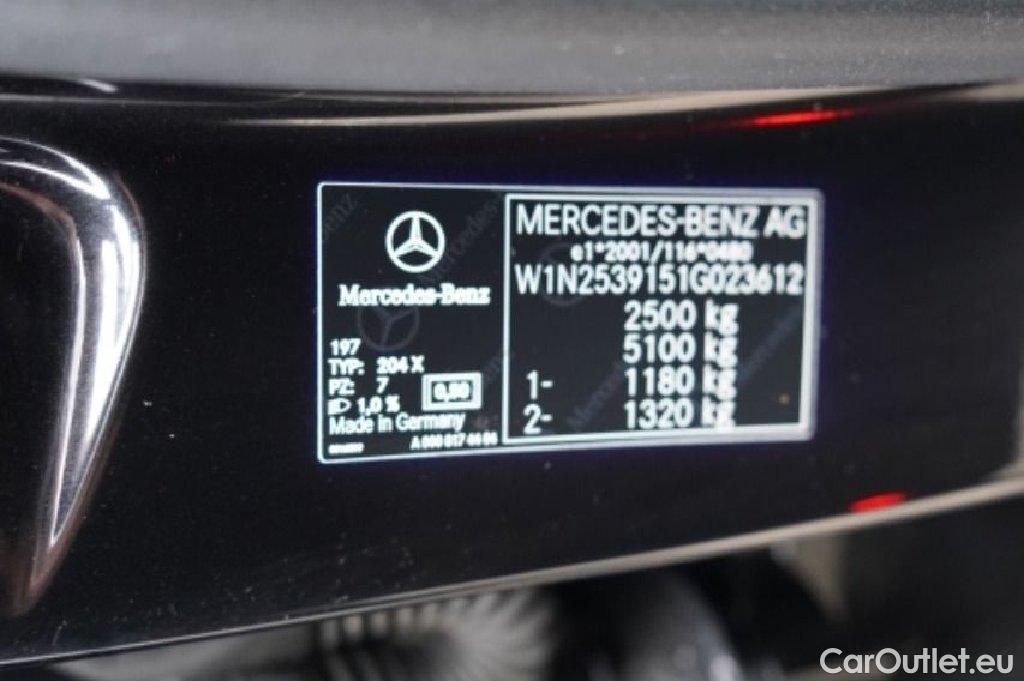 Mercedes-Benz
197
TYP: 204 X
PZ: 7
1,0 %
Made in Germany
0,50
MERCEDES-BENZ AG
e1*2001/116*0480
W1N2539151G023612
2500 kg
5100 kg
1- 1180 kg
2- 1320 kg
CarOutlet.eu